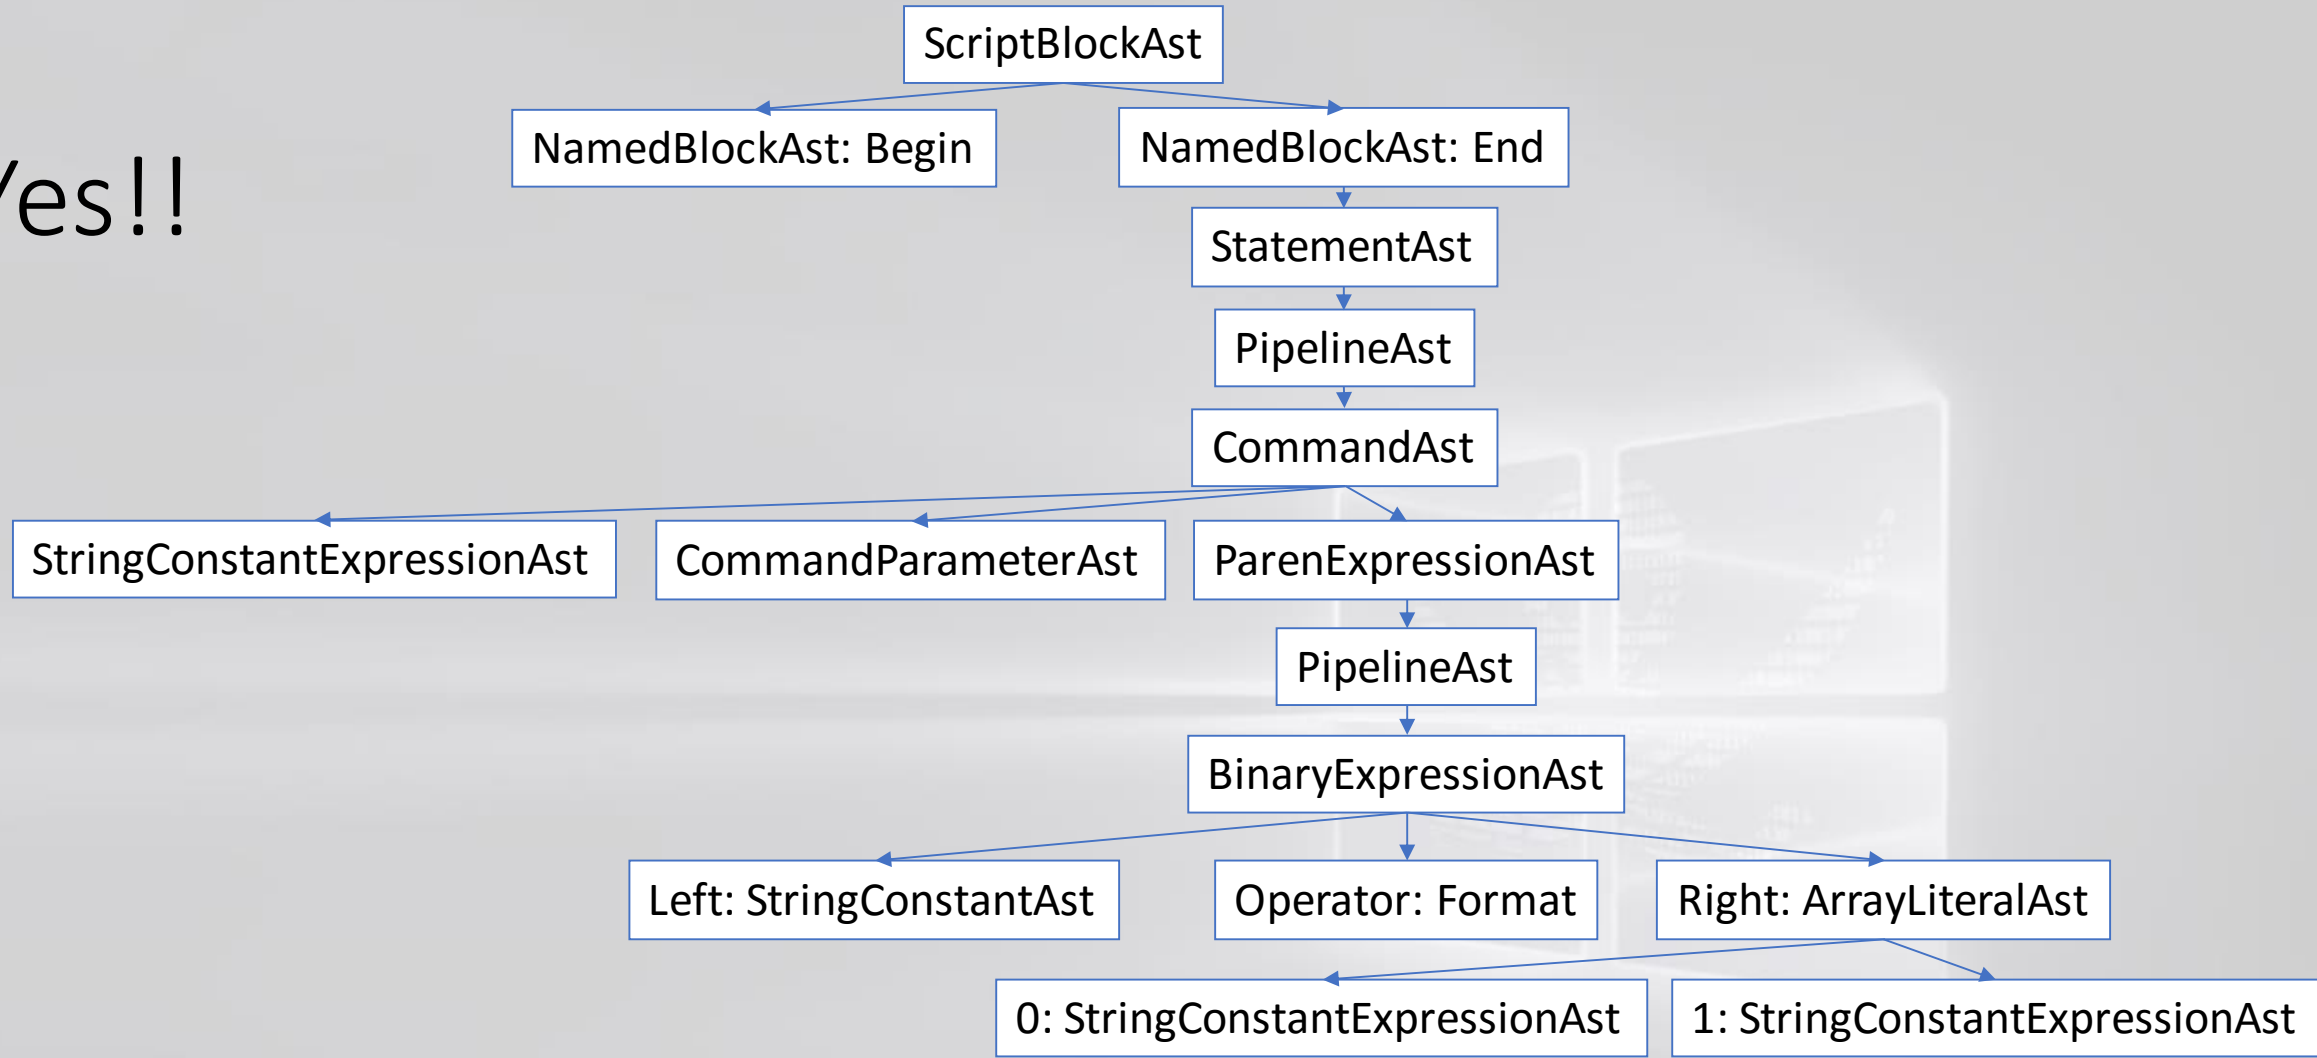 ScriptBlockAst
NamedBlockAst: Begin
NamedBlockAst: End
Yes!!
StatementAst
PipelineAst
CommandAst
StringConstantExpressionAst
CommandParameterAst
ParenExpressionAst
PipelineAst
BinaryExpressionAst
Left: StringConstantAst
Operator: Format
Right: ArrayLiteralAst
0: StringConstantExpressionAst
1: StringConstantExpressionAst